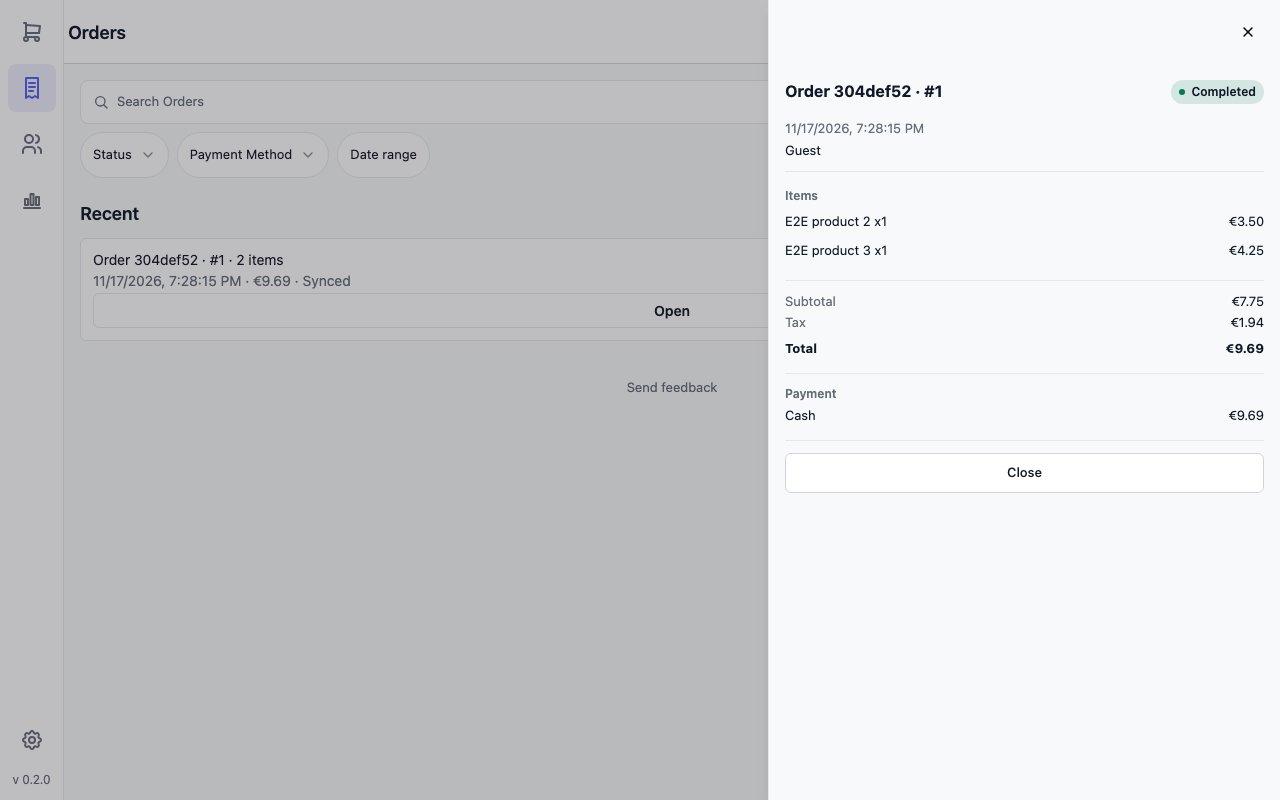 Orders
Search Orders
Status
Payment Method
Date range
Recent
Order 304def52 · #1 · 2 items
11/17/2026, 7:28:15 PM · €9.69 · Synced
Open
Send feedback
v 0.2.0
Order 304def52 · #1
Completed
11/17/2026, 7:28:15 PM
Guest
Items
E2E product 2 x1 €3.50
E2E product 3 x1 €4.25
Subtotal €7.75
Tax €1.94
Total €9.69
Payment
Cash €9.69
Close